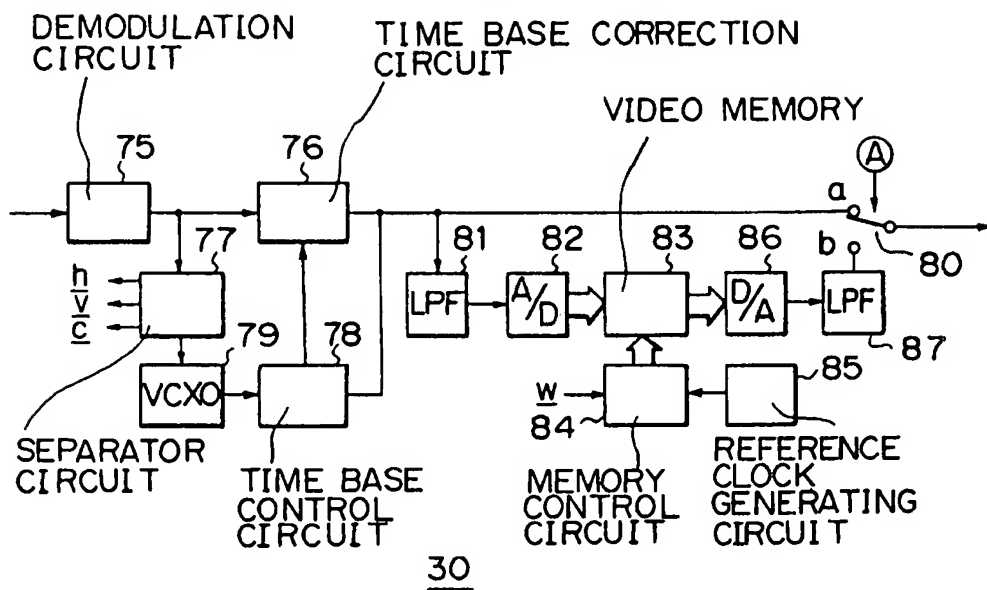 DEMODULATION
CIRCUIT
TIME BASE CORRECTION
CIRCUIT
VIDEO MEMORY
75
76
A
a
77
81
82
83
86
b
80
h
v
c
LPF
A/D
D/A
LPF
87
79
78
VCXO
w
84
85
SEPARATOR
CIRCUIT
TIME BASE
CONTROL
CIRCUIT
MEMORY
CONTROL
CIRCUIT
REFERENCE
CLOCK
GENERATING
CIRCUIT
30